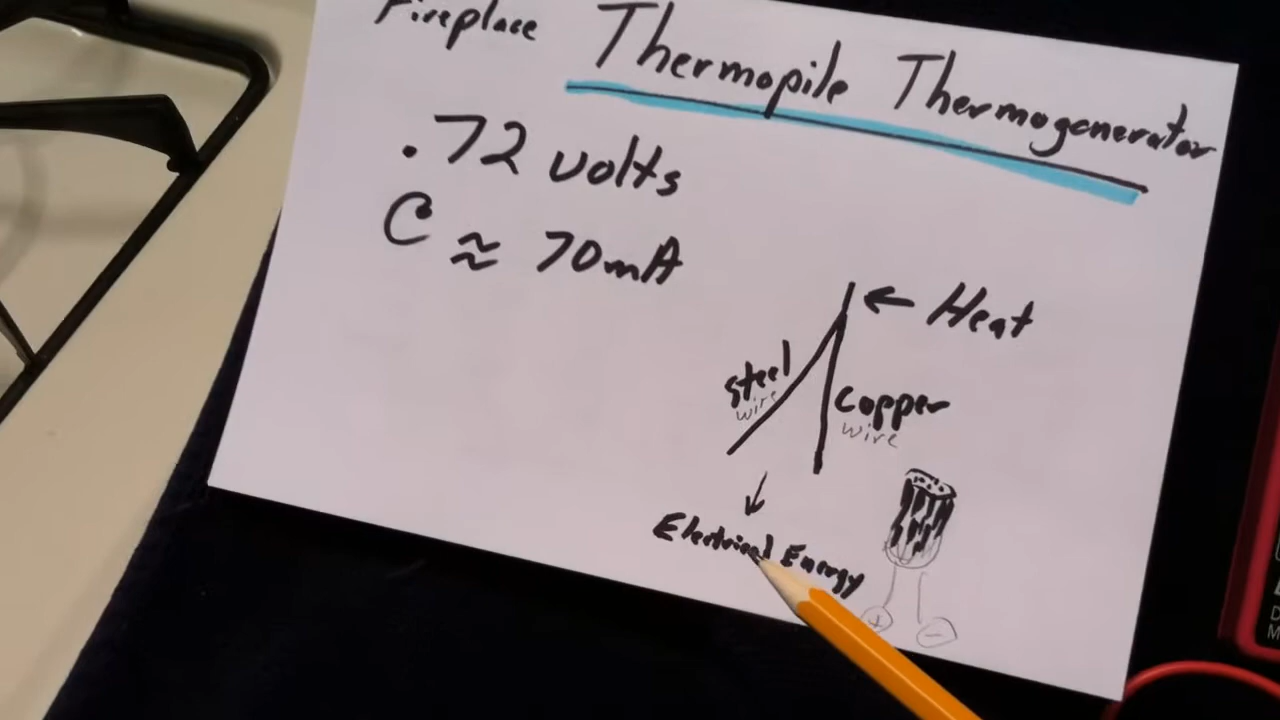 Fireplace Thermopile Thermogenerator
.72 volts
C ≈ 70mA
← Heat
steel
wire
copper
wire
Electrical Energy
+ -